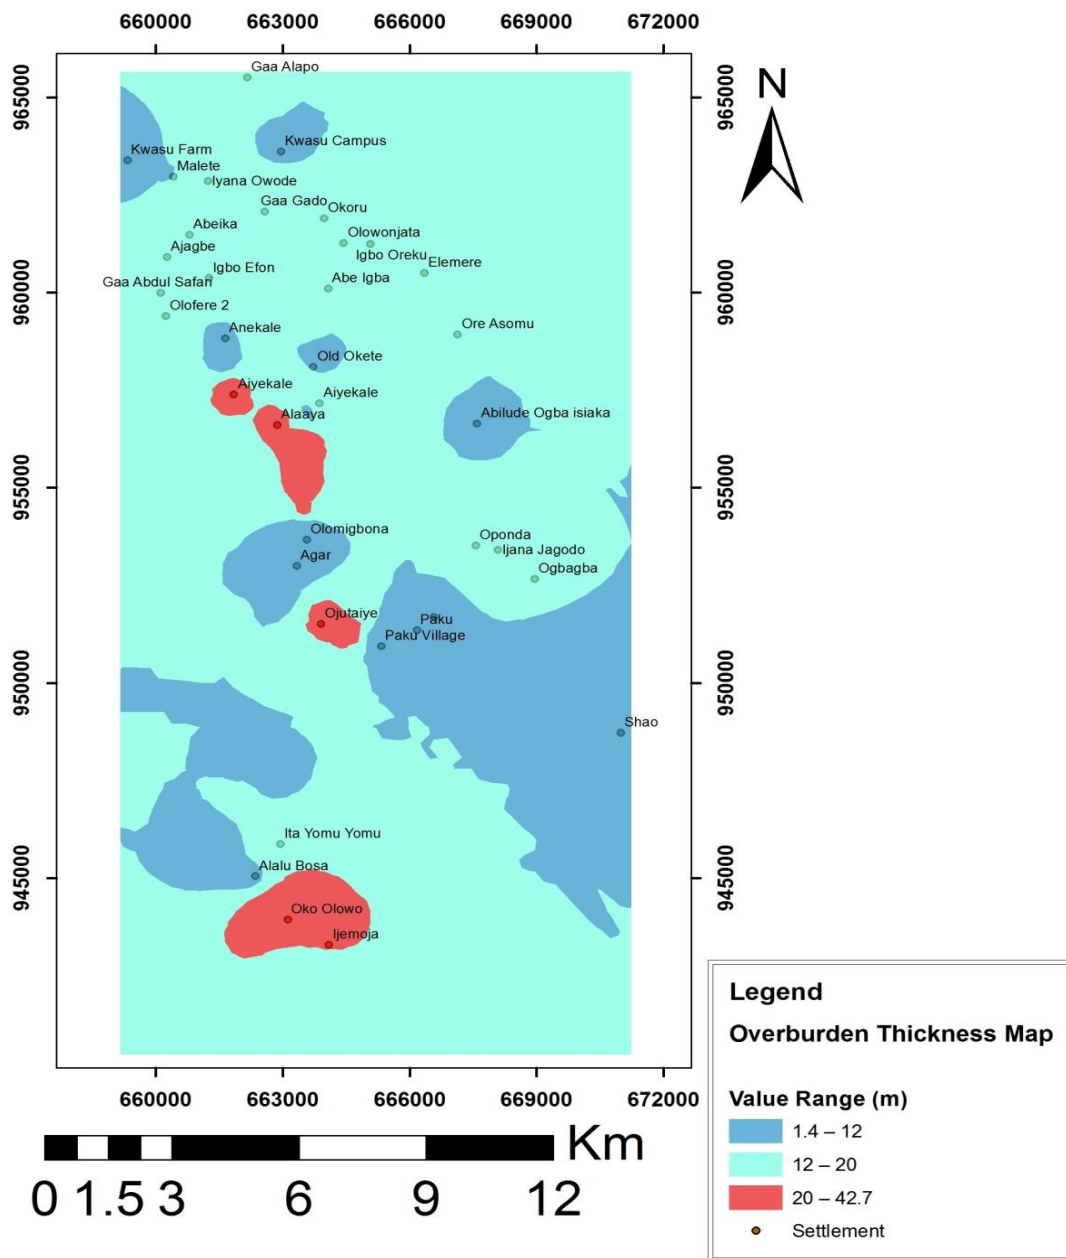 660000 663000 666000 669000 672000
965000
965000
N
Gaa Alapo
Kwasu Campus
Kwasu Farm
Malete
Iyana Owode
Gaa Gado
Okoru
Abeika
Olowonjata
Ajagbe
Igbo Oreku
Elemere
Igbo Efon
Gaa Abdul Safari
Abe Igba
960000
960000
Olofere 2
Anekale
Ore Asomu
Old Okete
Aiyekale
Aiyekale
Alaaya
Abilude Ogba isiaka
955000
955000
Olomigbona
Oponda
Agar
Ijana Jagodo
Ogbagba
Ojutaiye
Paku
Paku Village
950000
950000
Shao
Ita Yomu Yomu
Alalu Bosa
945000
945000
Oko Olowo
Ijemoja
660000 663000 666000 669000 672000
Km
0 1.5 3 6 9 12
Legend
Overburden Thickness Map
Value Range (m)
1.4 – 12
12 – 20
20 – 42.7
Settlement